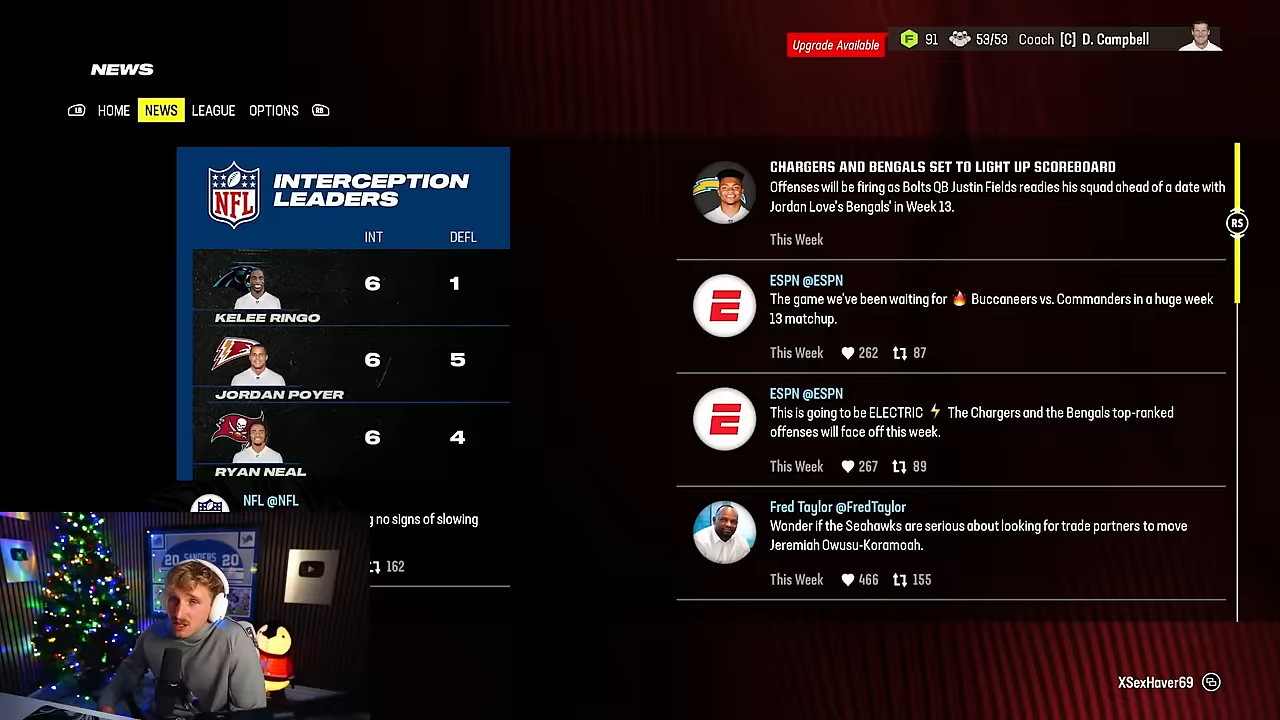 Upgrade Available
91
53/53
Coach [C] D. Campbell
NEWS
LB
HOME
NEWS
LEAGUE
OPTIONS
RB
NFL
INTERCEPTION
LEADERS
INT
DEFL
6
1
KELEE RINGO
6
5
JORDAN POYER
6
4
RYAN NEAL
NFL @NFL
g no signs of slowing
162
CHARGERS AND BENGALS SET TO LIGHT UP SCOREBOARD
Offenses will be firing as Bolts QB Justin Fields readies his squad ahead of a date with
Jordan Love's Bengals' in Week 13.
This Week
RS
ESPN @ESPN
The game we've been waiting for 🔥 Buccaneers vs. Commanders in a huge week
13 matchup.
This Week
262
87
ESPN @ESPN
This is going to be ELECTRIC ⚡ The Chargers and the Bengals top-ranked
offenses will face off this week.
This Week
267
89
Fred Taylor @FredTaylor
Wonder if the Seahawks are serious about looking for trade partners to move
Jeremiah Owusu-Koramoah.
This Week
466
155
20 SANDERS 20
XSexHaver69